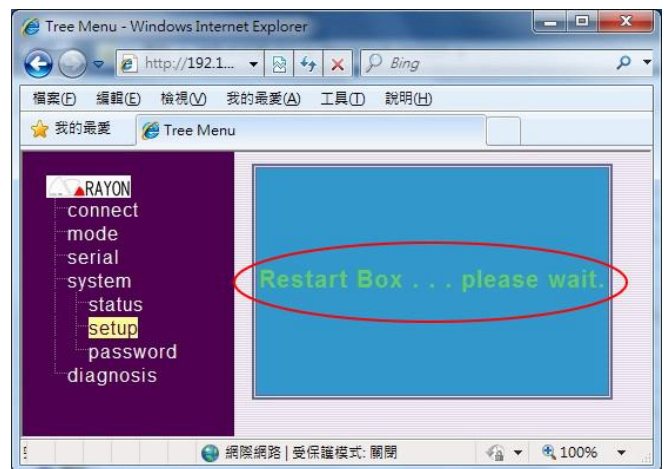 Tree Menu - Windows Internet Explorer
http://192.1... Bing
檔案(F) 編輯(E) 檢視(V) 我的最愛(A) 工具(T) 說明(H)
我的最愛 Tree Menu
RAYON
connect
mode
serial
system
status
setup
password
diagnosis
Restart Box . . . please wait.
網際網路 | 受保護模式: 關閉 100%